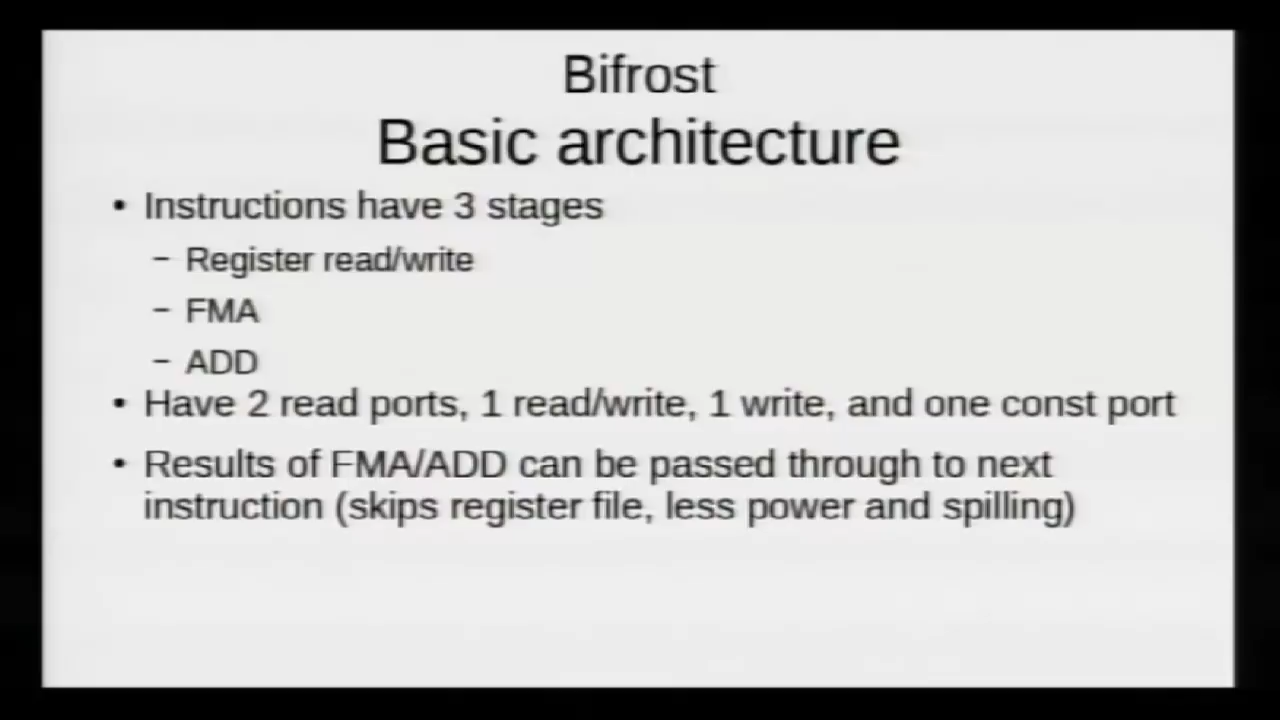 Bifrost
Basic architecture
• Instructions have 3 stages
– Register read/write
– FMA
– ADD
• Have 2 read ports, 1 read/write, 1 write, and one const port
• Results of FMA/ADD can be passed through to next
instruction (skips register file, less power and spilling)